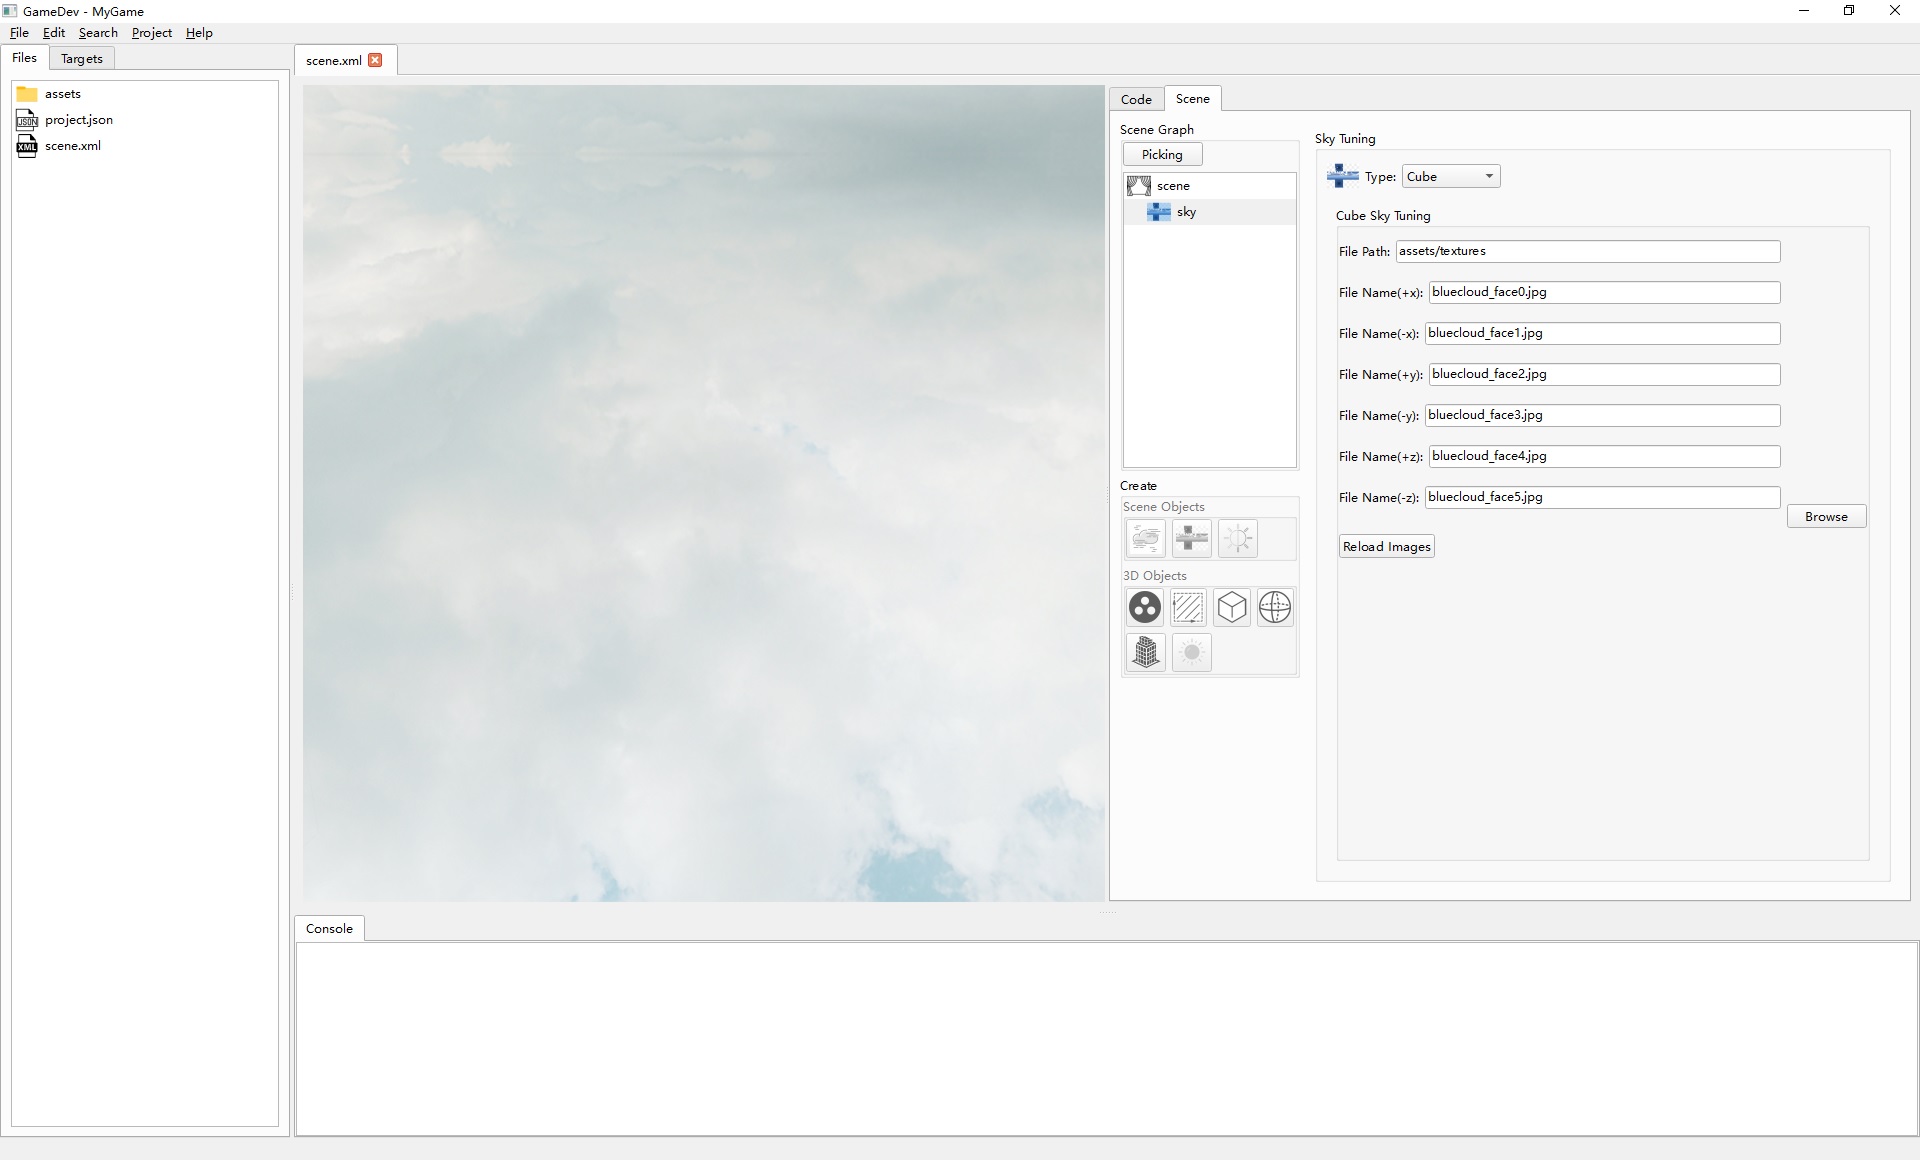 GameDev - MyGame
File Edit Search Project Help
Files Targets
assets
project.json
scene.xml
scene.xml
Code Scene
Scene Graph
Picking
scene
sky
Create
Scene Objects
3D Objects
Sky Tuning
Type: Cube
Cube Sky Tuning
File Path: assets/textures
File Name(+x): bluecloud_face0.jpg
File Name(-x): bluecloud_face1.jpg
File Name(+y): bluecloud_face2.jpg
File Name(-y): bluecloud_face3.jpg
File Name(+z): bluecloud_face4.jpg
File Name(-z): bluecloud_face5.jpg
Browse
Reload Images
Console
JSON
XML